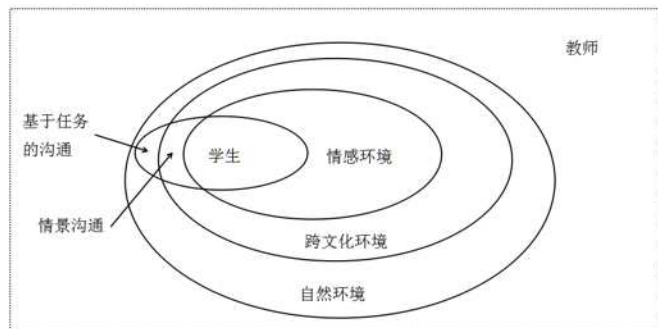 教师
基于任务
的沟通
学生
情感环境
情景沟通
跨文化环境
自然环境